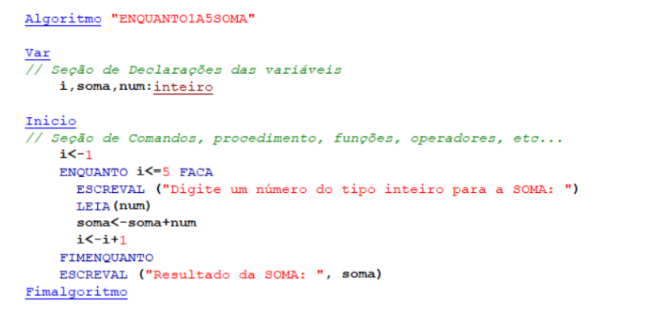 Algoritmo "ENQUANTO1A5SOMA"
Var
// Seção de Declarações das variáveis
i,soma,num:inteiro
Inicio
// Seção de Comandos, procedimento, funções, operadores, etc...
i<-1
ENQUANTO i<=5 FACA
ESCREVAL ("Digite um número do tipo inteiro para a SOMA: ")
LEIA(num)
soma<-soma+num
i<-i+1
FIMENQUANTO
ESCREVAL ("Resultado da SOMA: ", soma)
Fimalgoritmo